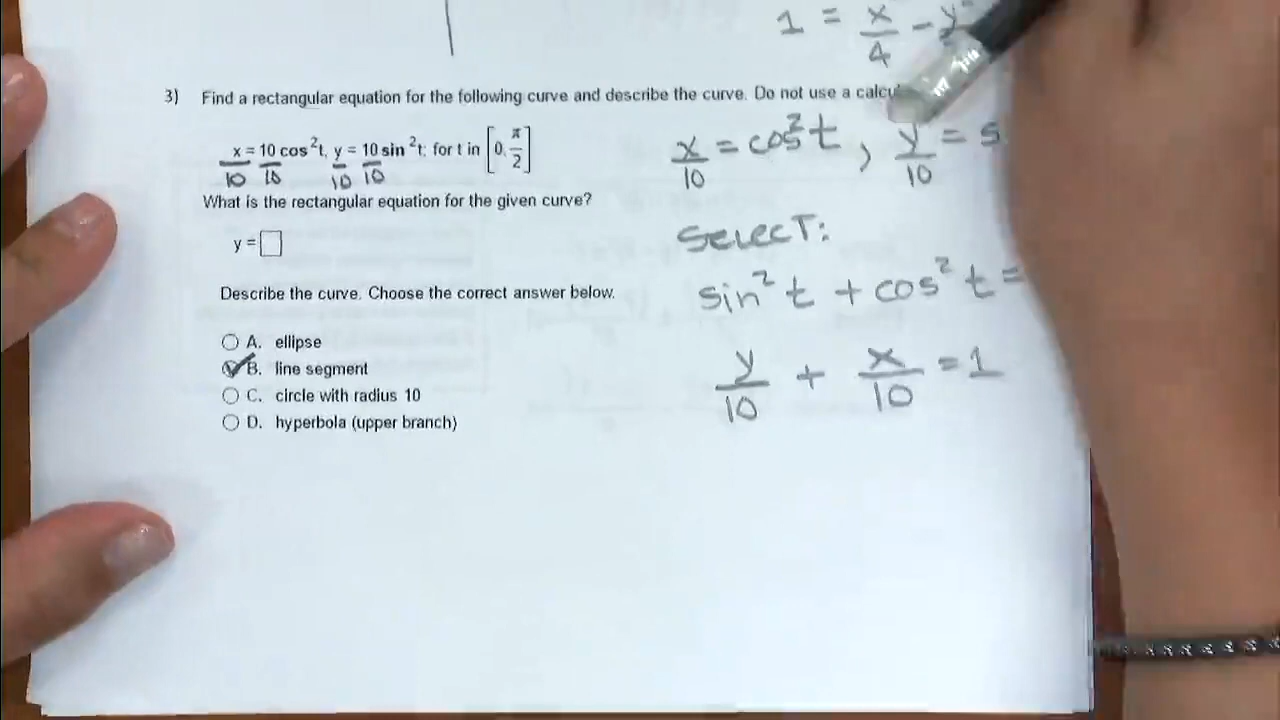 1 = x/4 - y
3) Find a rectangular equation for the following curve and describe the curve. Do not use a
x = 10 cos²t, y = 10 sin²t; for t in [0, π/2]
10 10 10 10
x/10 = cos²t, y/10 = s
What is the rectangular equation for the given curve?
y = □
SELECT:
sin²t + cos²t =
Describe the curve. Choose the correct answer below.
A. ellipse
B. line segment
C. circle with radius 10
D. hyperbola (upper branch)
y/10 + x/10 = 1